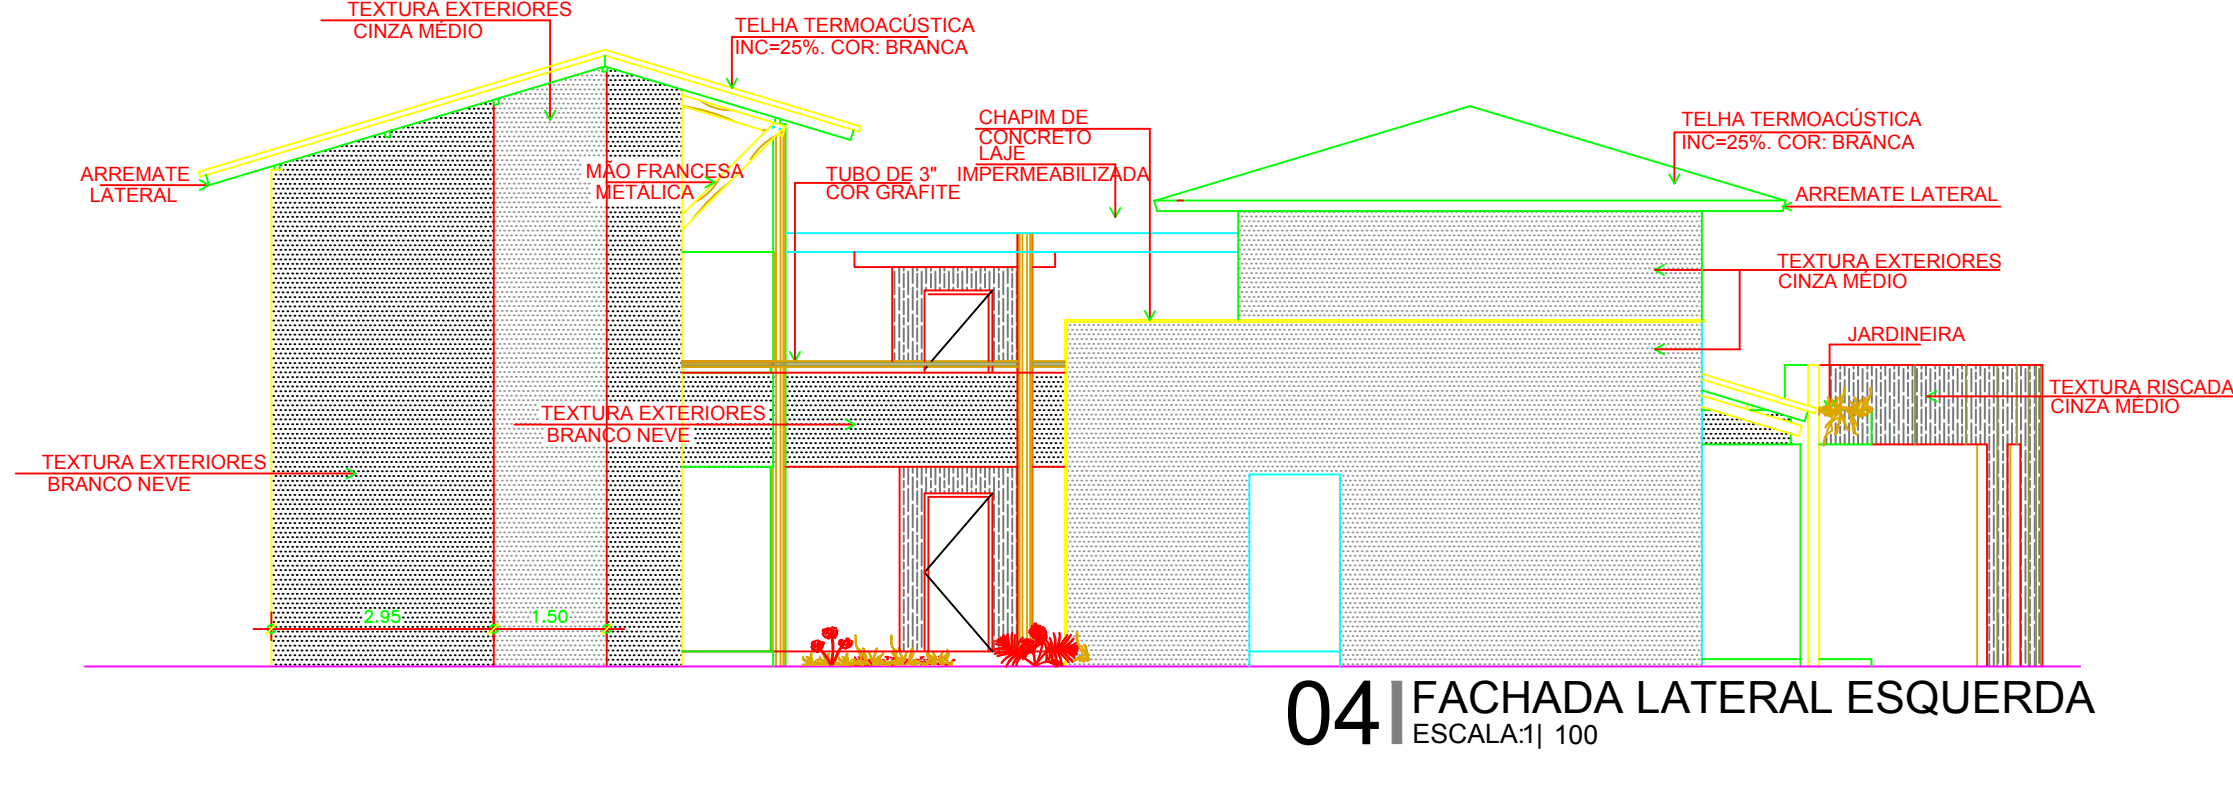 TEXTURA EXTERIORES
CINZA MÉDIO
TELHA TERMOACÚSTICA
INC=25%. COR: BRANCA
CHAPIM DE
CONCRETO
LAJE
IMPERMEABILIZADA
TELHA TERMOACÚSTICA
INC=25%. COR: BRANCA
ARREMATE
LATERAL
MÃO FRANCESA
METÁLICA
TUBO DE 3"
COR GRAFITE
ARREMATE LATERAL
TEXTURA EXTERIORES
CINZA MÉDIO
JARDINEIRA
TEXTURA RISCADA
CINZA MÉDIO
TEXTURA EXTERIORES
BRANCO NEVE
TEXTURA EXTERIORES
BRANCO NEVE
2.95
1.50
04 FACHADA LATERAL ESQUERDA
ESCALA:1| 100